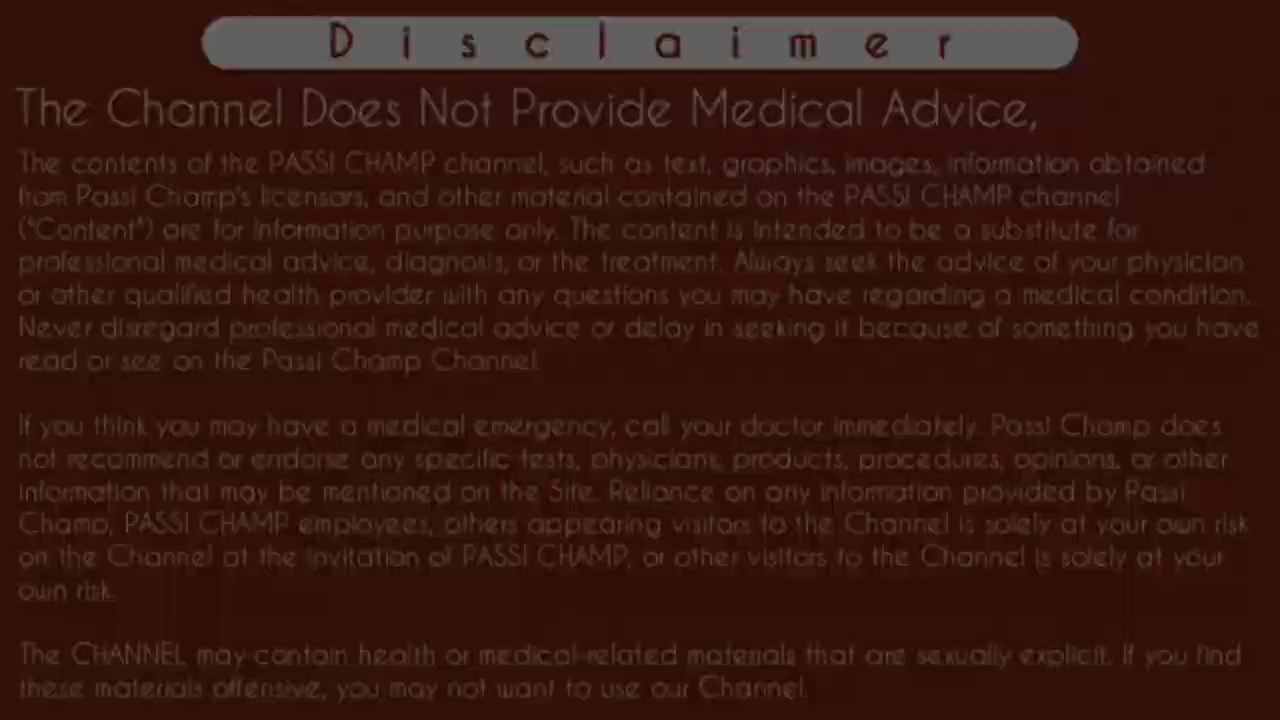 Disclaimer
The Channel Does Not Provide Medical Advice,
The contents of the PASSI CHAMP channel, such as text, graphics, images, information obtained
from Passi Champ's licensors, and other material contained on the PASSI CHAMP channel
("Content") are for information purpose only. The content is intended to be a substitute for
professional medical advice, diagnosis, or the treatment. Always seek the advice of your physician
or other qualified health provider with any questions you may have regarding a medical condition.
Never disregard professional medical advice or delay in seeking it because of something you have
read or see on the Passi Champ Channel.
If you think you may have a medical emergency, call your doctor immediately. Passi Champ does
not recommend or endorse any specific tests, physicians, products, procedures, opinions, or other
information that may be mentioned on the Site. Reliance on any information provided by Passi
Champ, PASSI CHAMP employees, others appearing visitors to the Channel is solely at your own risk
on the Channel at the invitation of PASSI CHAMP, or other visitors to the Channel is solely at your
own risk.
The CHANNEL may contain health or medical-related materials that are sexually explicit. If you find
these materials offensive, you may not want to use our Channel.